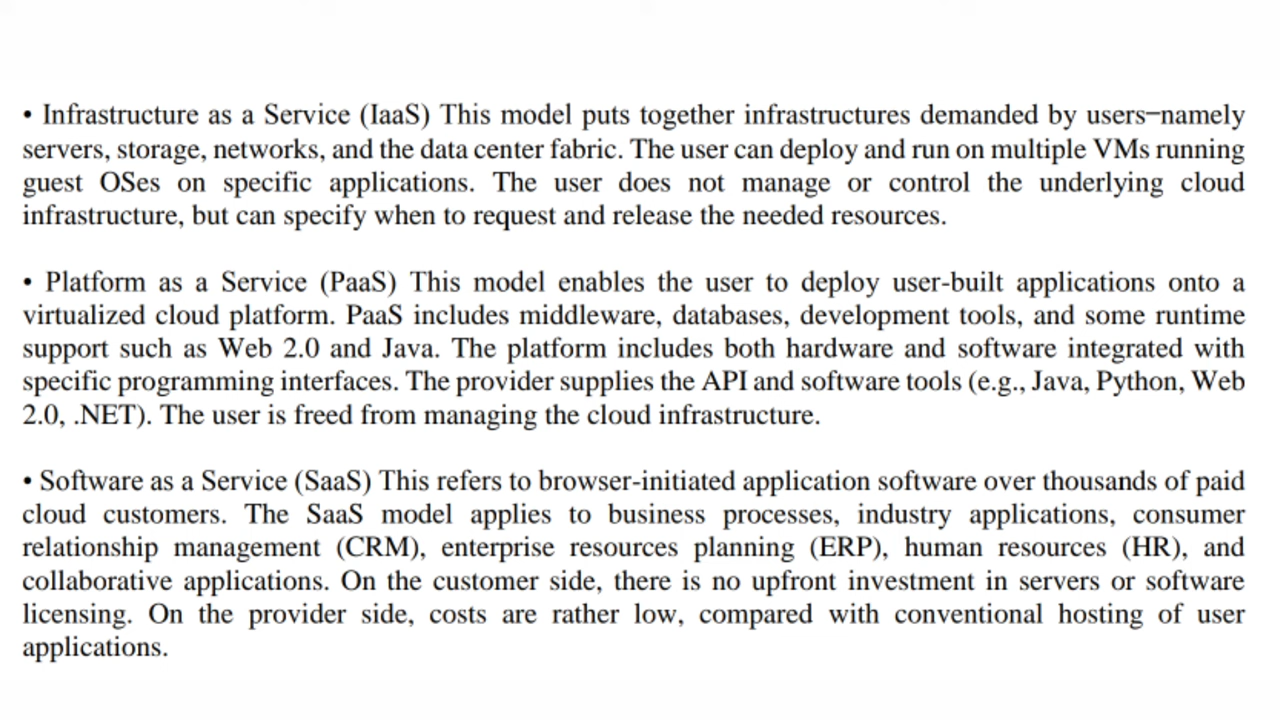 • Infrastructure as a Service (IaaS) This model puts together infrastructures demanded by users−namely
servers, storage, networks, and the data center fabric. The user can deploy and run on multiple VMs running
guest OSes on specific applications. The user does not manage or control the underlying cloud
infrastructure, but can specify when to request and release the needed resources.
• Platform as a Service (PaaS) This model enables the user to deploy user-built applications onto a
virtualized cloud platform. PaaS includes middleware, databases, development tools, and some runtime
support such as Web 2.0 and Java. The platform includes both hardware and software integrated with
specific programming interfaces. The provider supplies the API and software tools (e.g., Java, Python, Web
2.0, .NET). The user is freed from managing the cloud infrastructure.
• Software as a Service (SaaS) This refers to browser-initiated application software over thousands of paid
cloud customers. The SaaS model applies to business processes, industry applications, consumer
relationship management (CRM), enterprise resources planning (ERP), human resources (HR), and
collaborative applications. On the customer side, there is no upfront investment in servers or software
licensing. On the provider side, costs are rather low, compared with conventional hosting of user
applications.